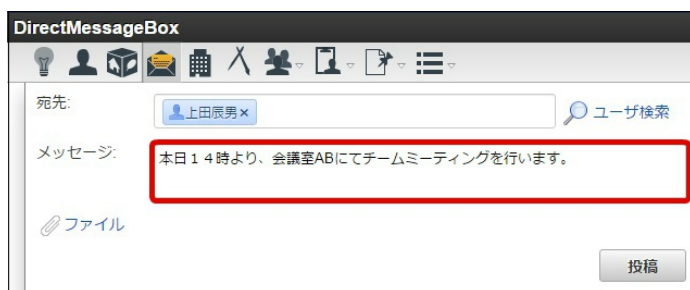 DirectMessageBox
宛先:
上田辰男×
ユーザ検索
メッセージ:
本日14時より、会議室ABにてチームミーティングを行います。
ファイル
投稿